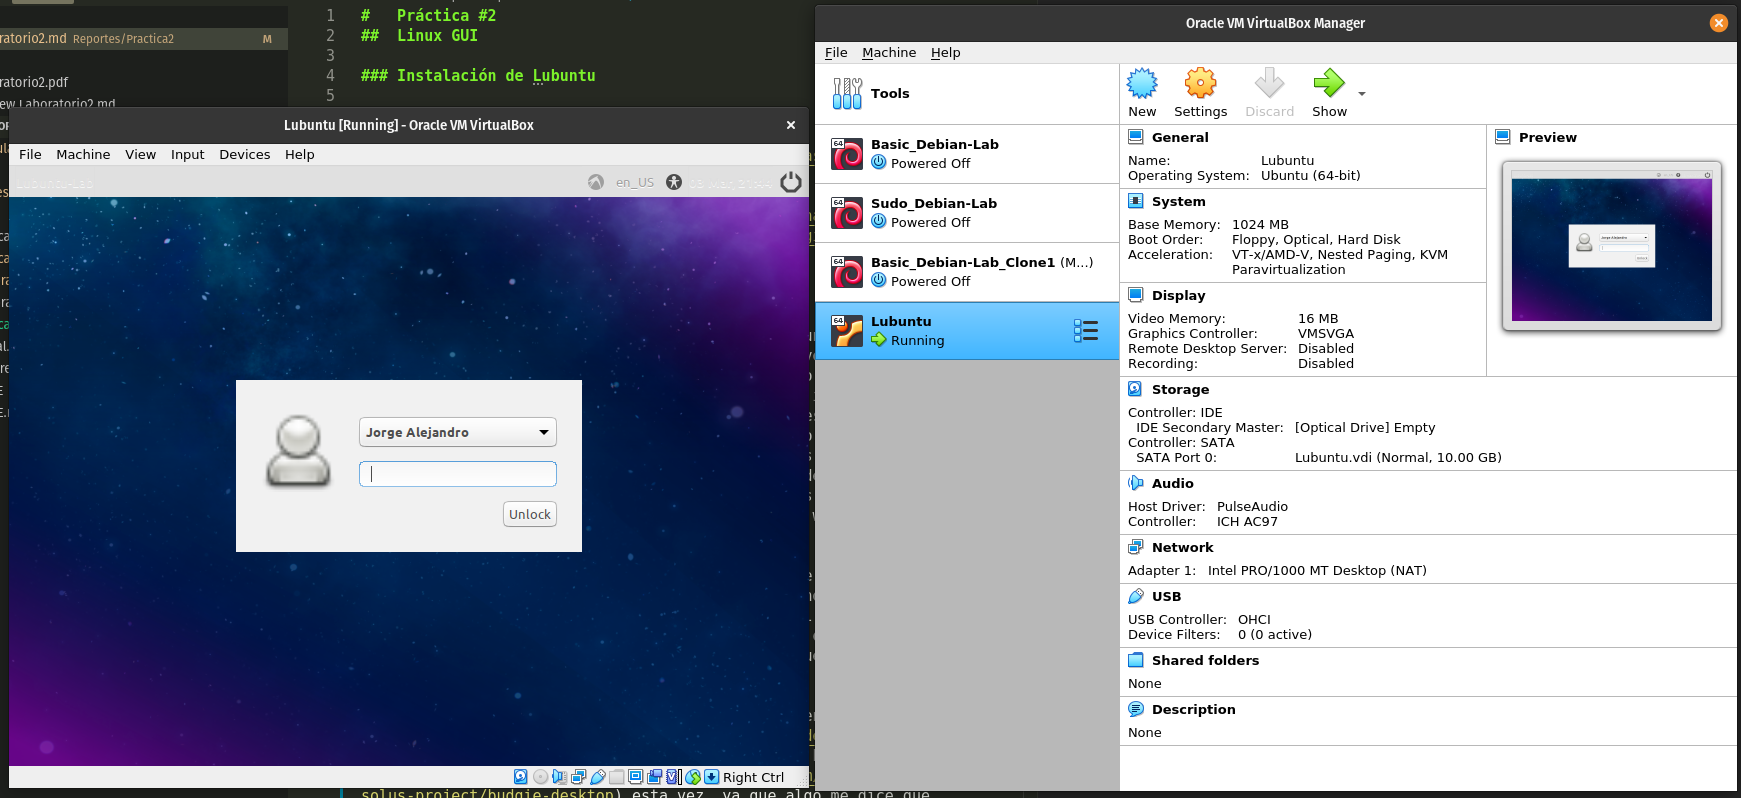 ratorio2.md Reportes/Practica2 M
ratorio2.pdf
ew Laboratorio2.md
1 # Práctica #2
2 ## Linux GUI
3
4 ### Instalación de Lubuntu
5
Lubuntu [Running] - Oracle VM VirtualBox
File Machine View Input Devices Help
en_US
Jorge Alejandro
Unlock
Right Ctrl
solus-project/budgie-desktop) esta vez, ya que algo me dice que
Oracle VM VirtualBox Manager
File Machine Help
Tools
New Settings Discard Show
64 Basic_Debian-Lab
Powered Off
64 Sudo_Debian-Lab
Powered Off
64 Basic_Debian-Lab_Clone1 (M...)
Powered Off
64 Lubuntu
Running
General
Name: Lubuntu
Operating System: Ubuntu (64-bit)
System
Base Memory: 1024 MB
Boot Order: Floppy, Optical, Hard Disk
Acceleration: VT-x/AMD-V, Nested Paging, KVM
Paravirtualization
Display
Video Memory: 16 MB
Graphics Controller: VMSVGA
Remote Desktop Server: Disabled
Recording: Disabled
Preview
Jorge Alejandro
Unlock
Storage
Controller: IDE
IDE Secondary Master: [Optical Drive] Empty
Controller: SATA
SATA Port 0: Lubuntu.vdi (Normal, 10.00 GB)
Audio
Host Driver: PulseAudio
Controller: ICH AC97
Network
Adapter 1: Intel PRO/1000 MT Desktop (NAT)
USB
USB Controller: OHCI
Device Filters: 0 (0 active)
Shared folders
None
Description
None